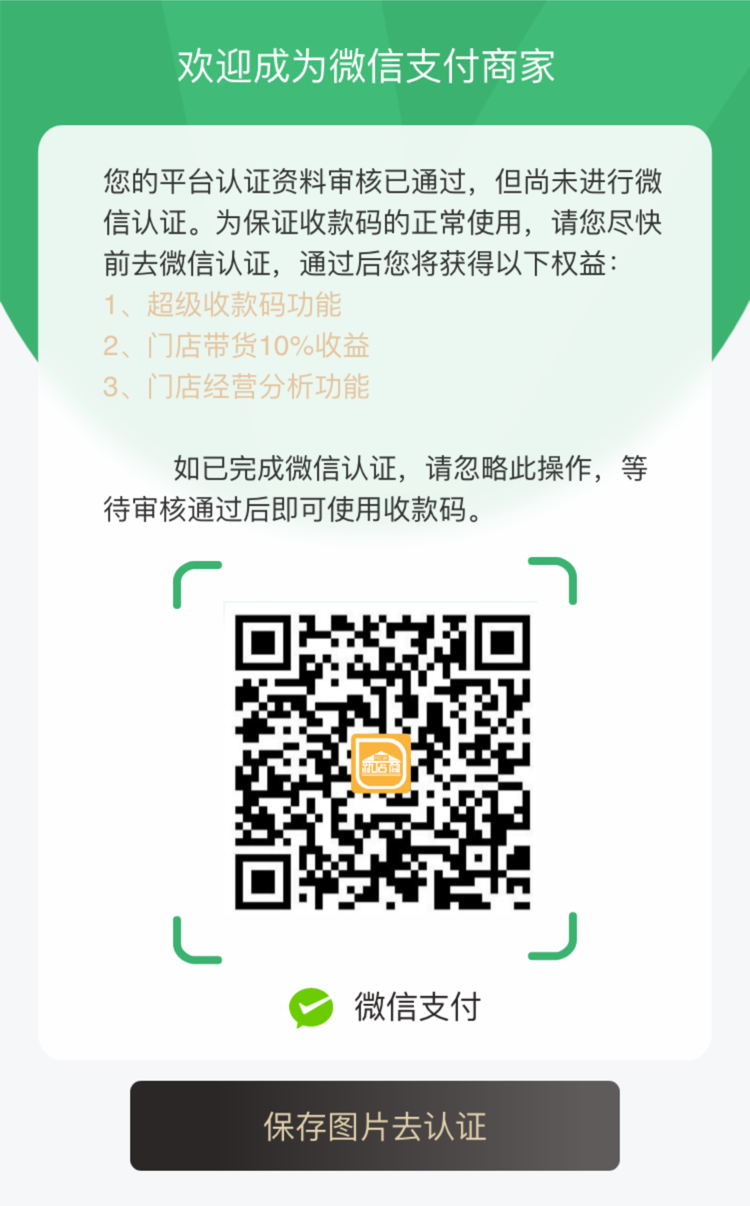 欢迎成为微信支付商家
您的平台认证资料审核已通过，但尚未进行微
信认证。为保证收款码的正常使用，请您尽快
前去微信认证，通过后您将获得以下权益：
1、超级收款码功能
2、门店带货10%收益
3、门店经营分析功能
如已完成微信认证，请忽略此操作，等
待审核通过后即可使用收款码。
新店商
微信支付
保存图片去认证